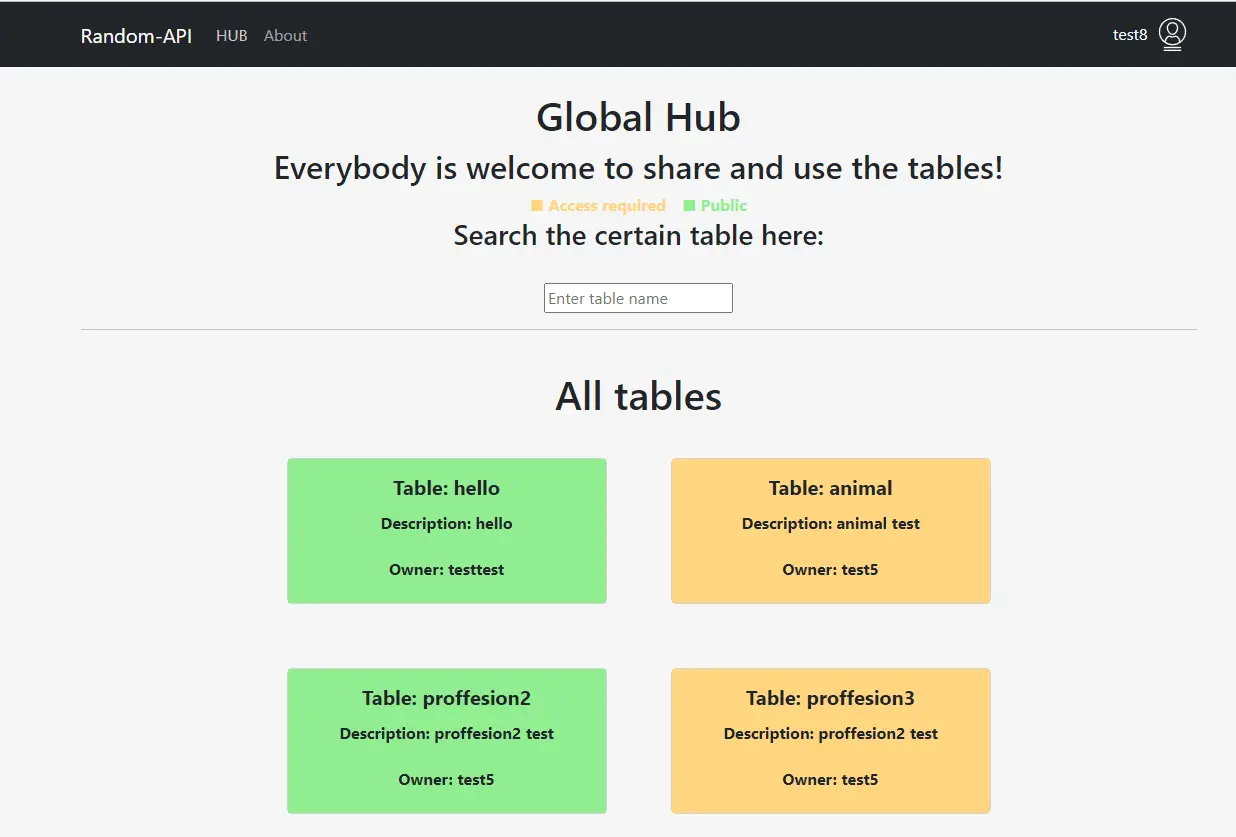 Random-API HUB About test8
Global Hub
Everybody is welcome to share and use the tables!
Access required Public
Search the certain table here:
Enter table name
All tables
Table: hello
Description: hello
Owner: testtest
Table: animal
Description: animal test
Owner: test5
Table: proffesion2
Description: proffesion2 test
Owner: test5
Table: proffesion3
Description: proffesion2 test
Owner: test5